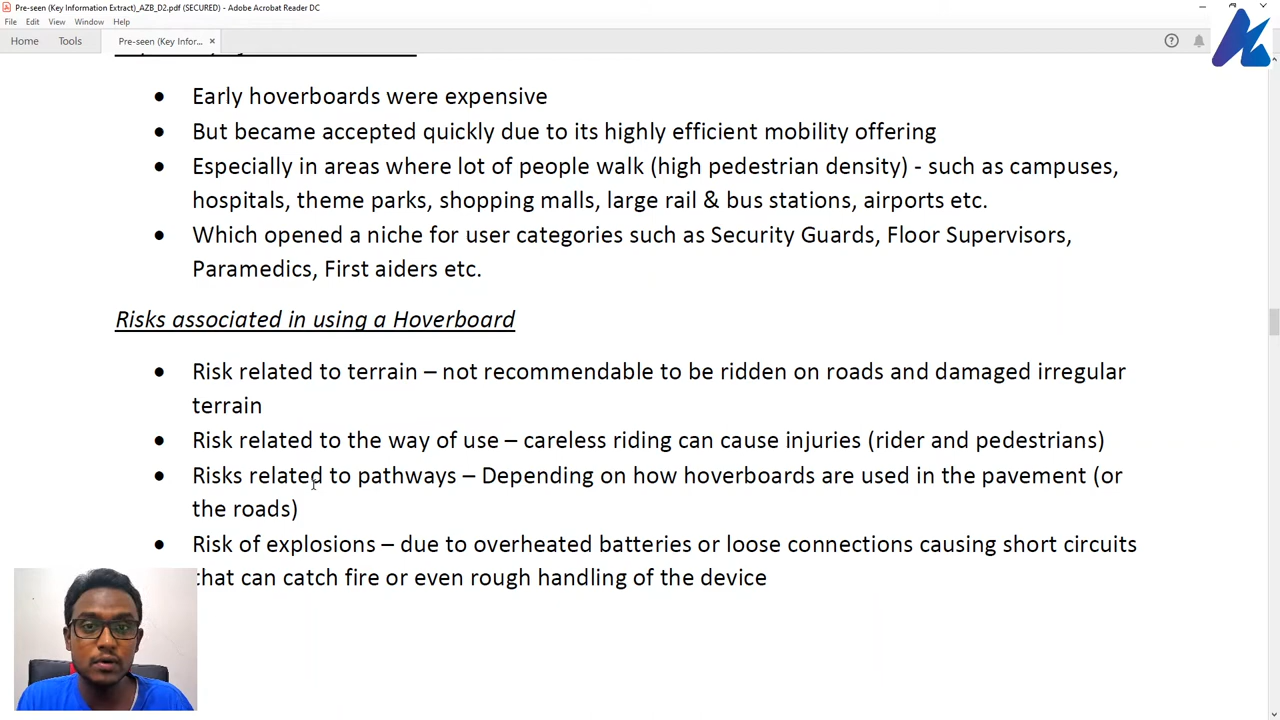 Pre-seen (Key Information Extract)_AZB_D2.pdf (SECURED) - Adobe Acrobat Reader DC
File Edit View Window Help
Home Tools Pre-seen (Key Infor... ×
• Early hoverboards were expensive
• But became accepted quickly due to its highly efficient mobility offering
• Especially in areas where lot of people walk (high pedestrian density) - such as campuses,
hospitals, theme parks, shopping malls, large rail & bus stations, airports etc.
• Which opened a niche for user categories such as Security Guards, Floor Supervisors,
Paramedics, First aiders etc.
Risks associated in using a Hoverboard
• Risk related to terrain – not recommendable to be ridden on roads and damaged irregular
terrain
• Risk related to the way of use – careless riding can cause injuries (rider and pedestrians)
• Risks related to pathways – Depending on how hoverboards are used in the pavement (or
the roads)
• Risk of explosions – due to overheated batteries or loose connections causing short circuits
that can catch fire or even rough handling of the device